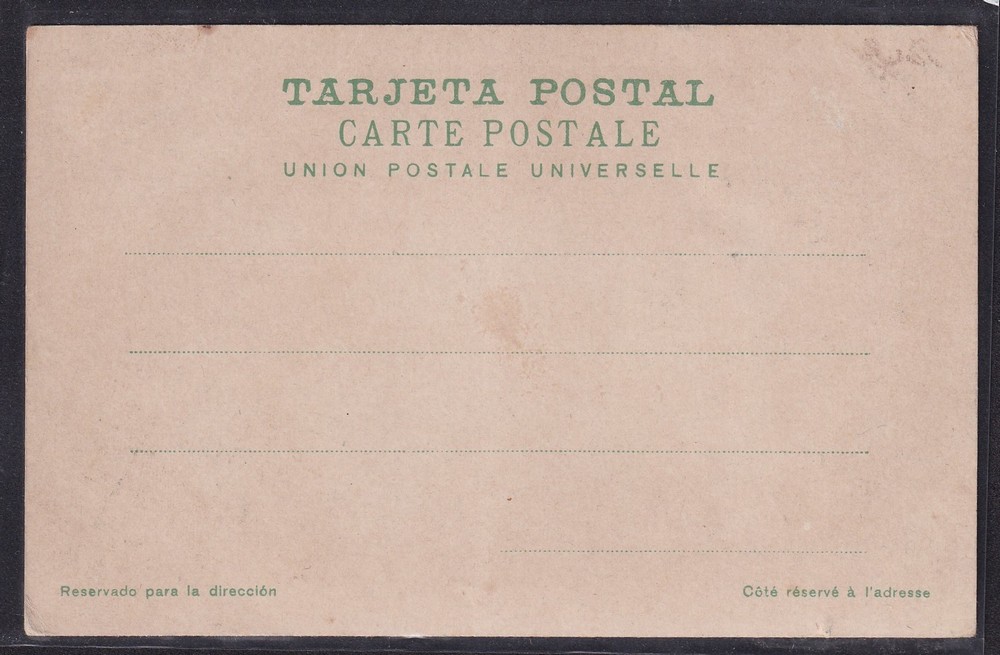 TARJETA POSTAL
CARTE POSTALE
UNION POSTALE UNIVERSELLE
Reservado para la dirección
Côté réservé à l'adresse